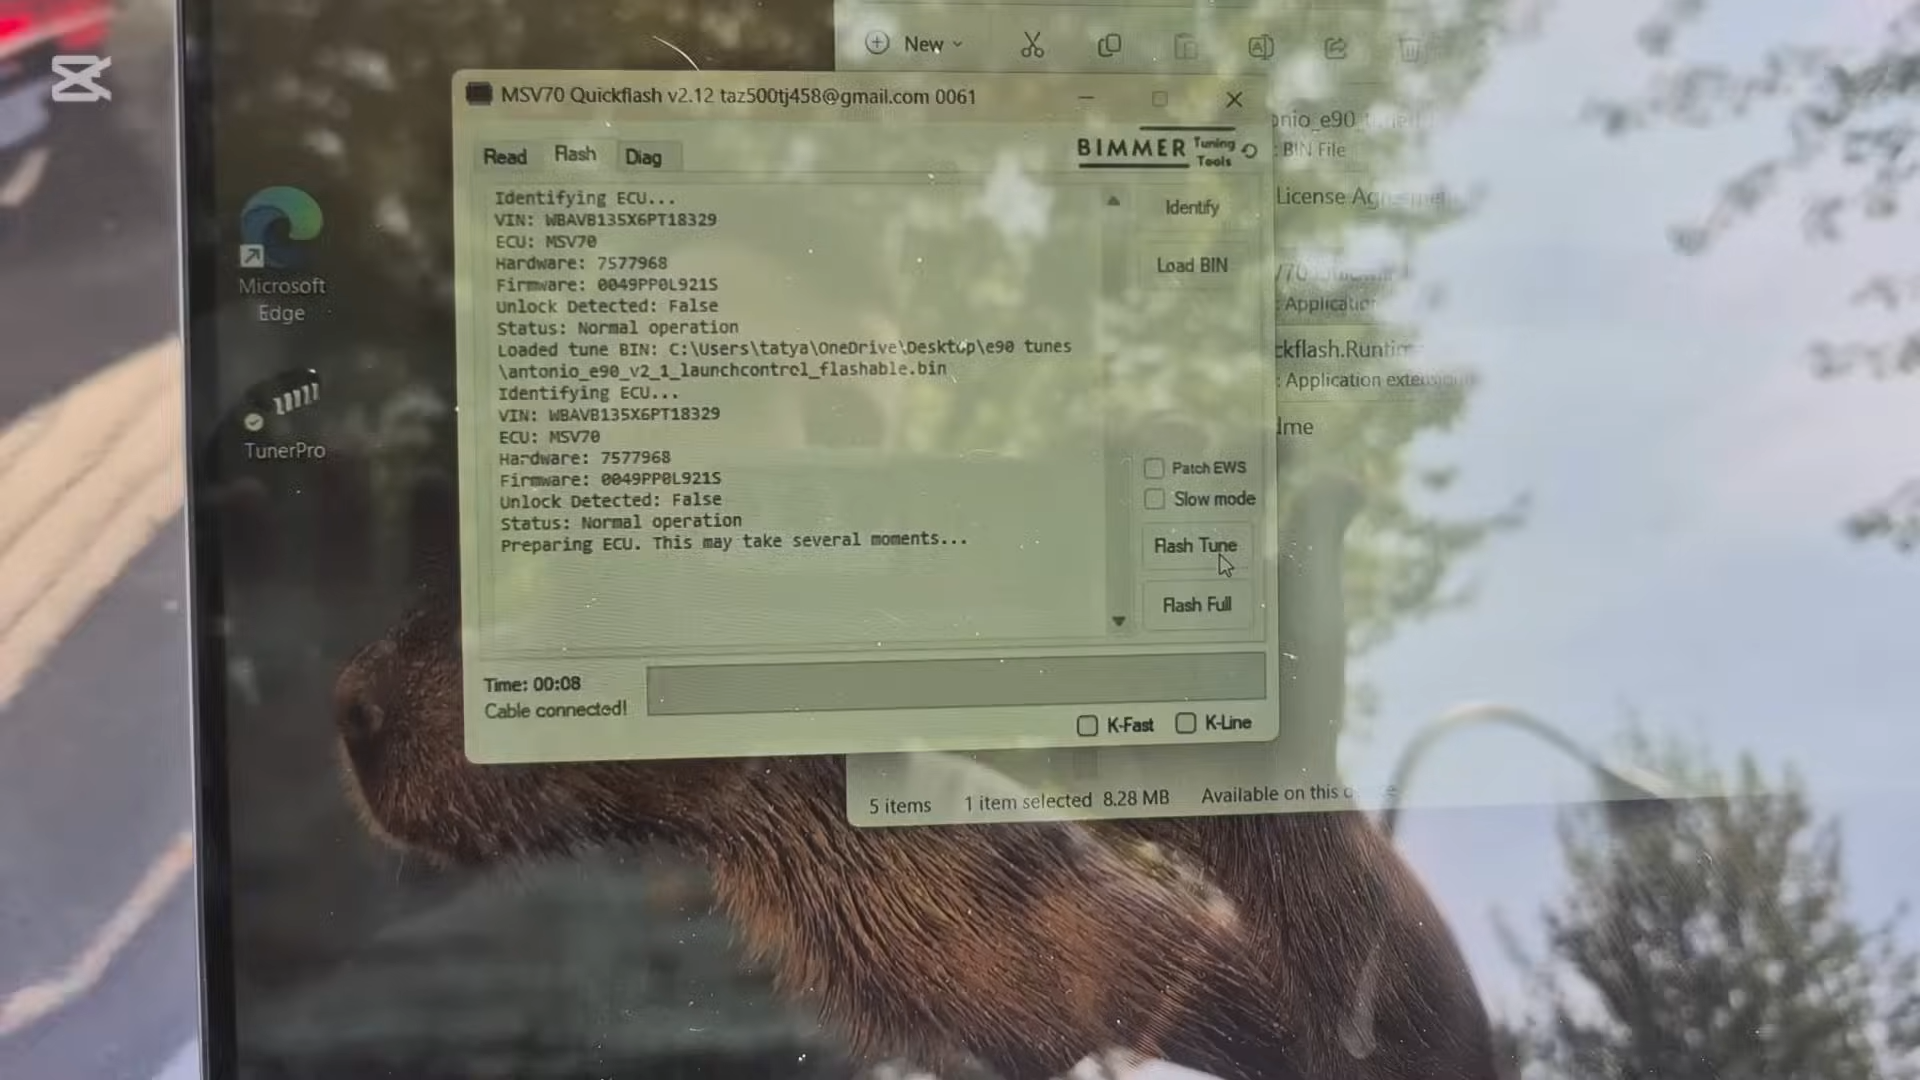 New
MSV70 Quickflash v2.12 taz500tj458@gmail.com 0061
Read
Flash
Diag
BIMMER Tuning Tools
Identifying ECU...
VIN: WBAVB135X6PT18329
ECU: MSV70
Hardware: 7577968
Firmware: 0049PP0L921S
Unlock Detected: False
Status: Normal operation
Loaded tune BIN: C:\Users\tatya\OneDrive\Desktop\e90 tunes
\antonio_e90_v2_1_launchcontrol_flashable.bin
Identifying ECU...
VIN: WBAVB135X6PT18329
ECU: MSV70
Hardware: 7577968
Firmware: 0049PP0L921S
Unlock Detected: False
Status: Normal operation
Preparing ECU. This may take several moments...
Identify
Load BIN
Patch EWS
Slow mode
Flash Tune
Flash Full
Time: 00:08
Cable connected!
K-Fast
K-Line
nio_e90
: BIN File
License
: Application
ckflash.Runti
: Application extension
dme
5 items
1 item selected 8.28 MB
Available on this
Microsoft
Edge
TunerPro